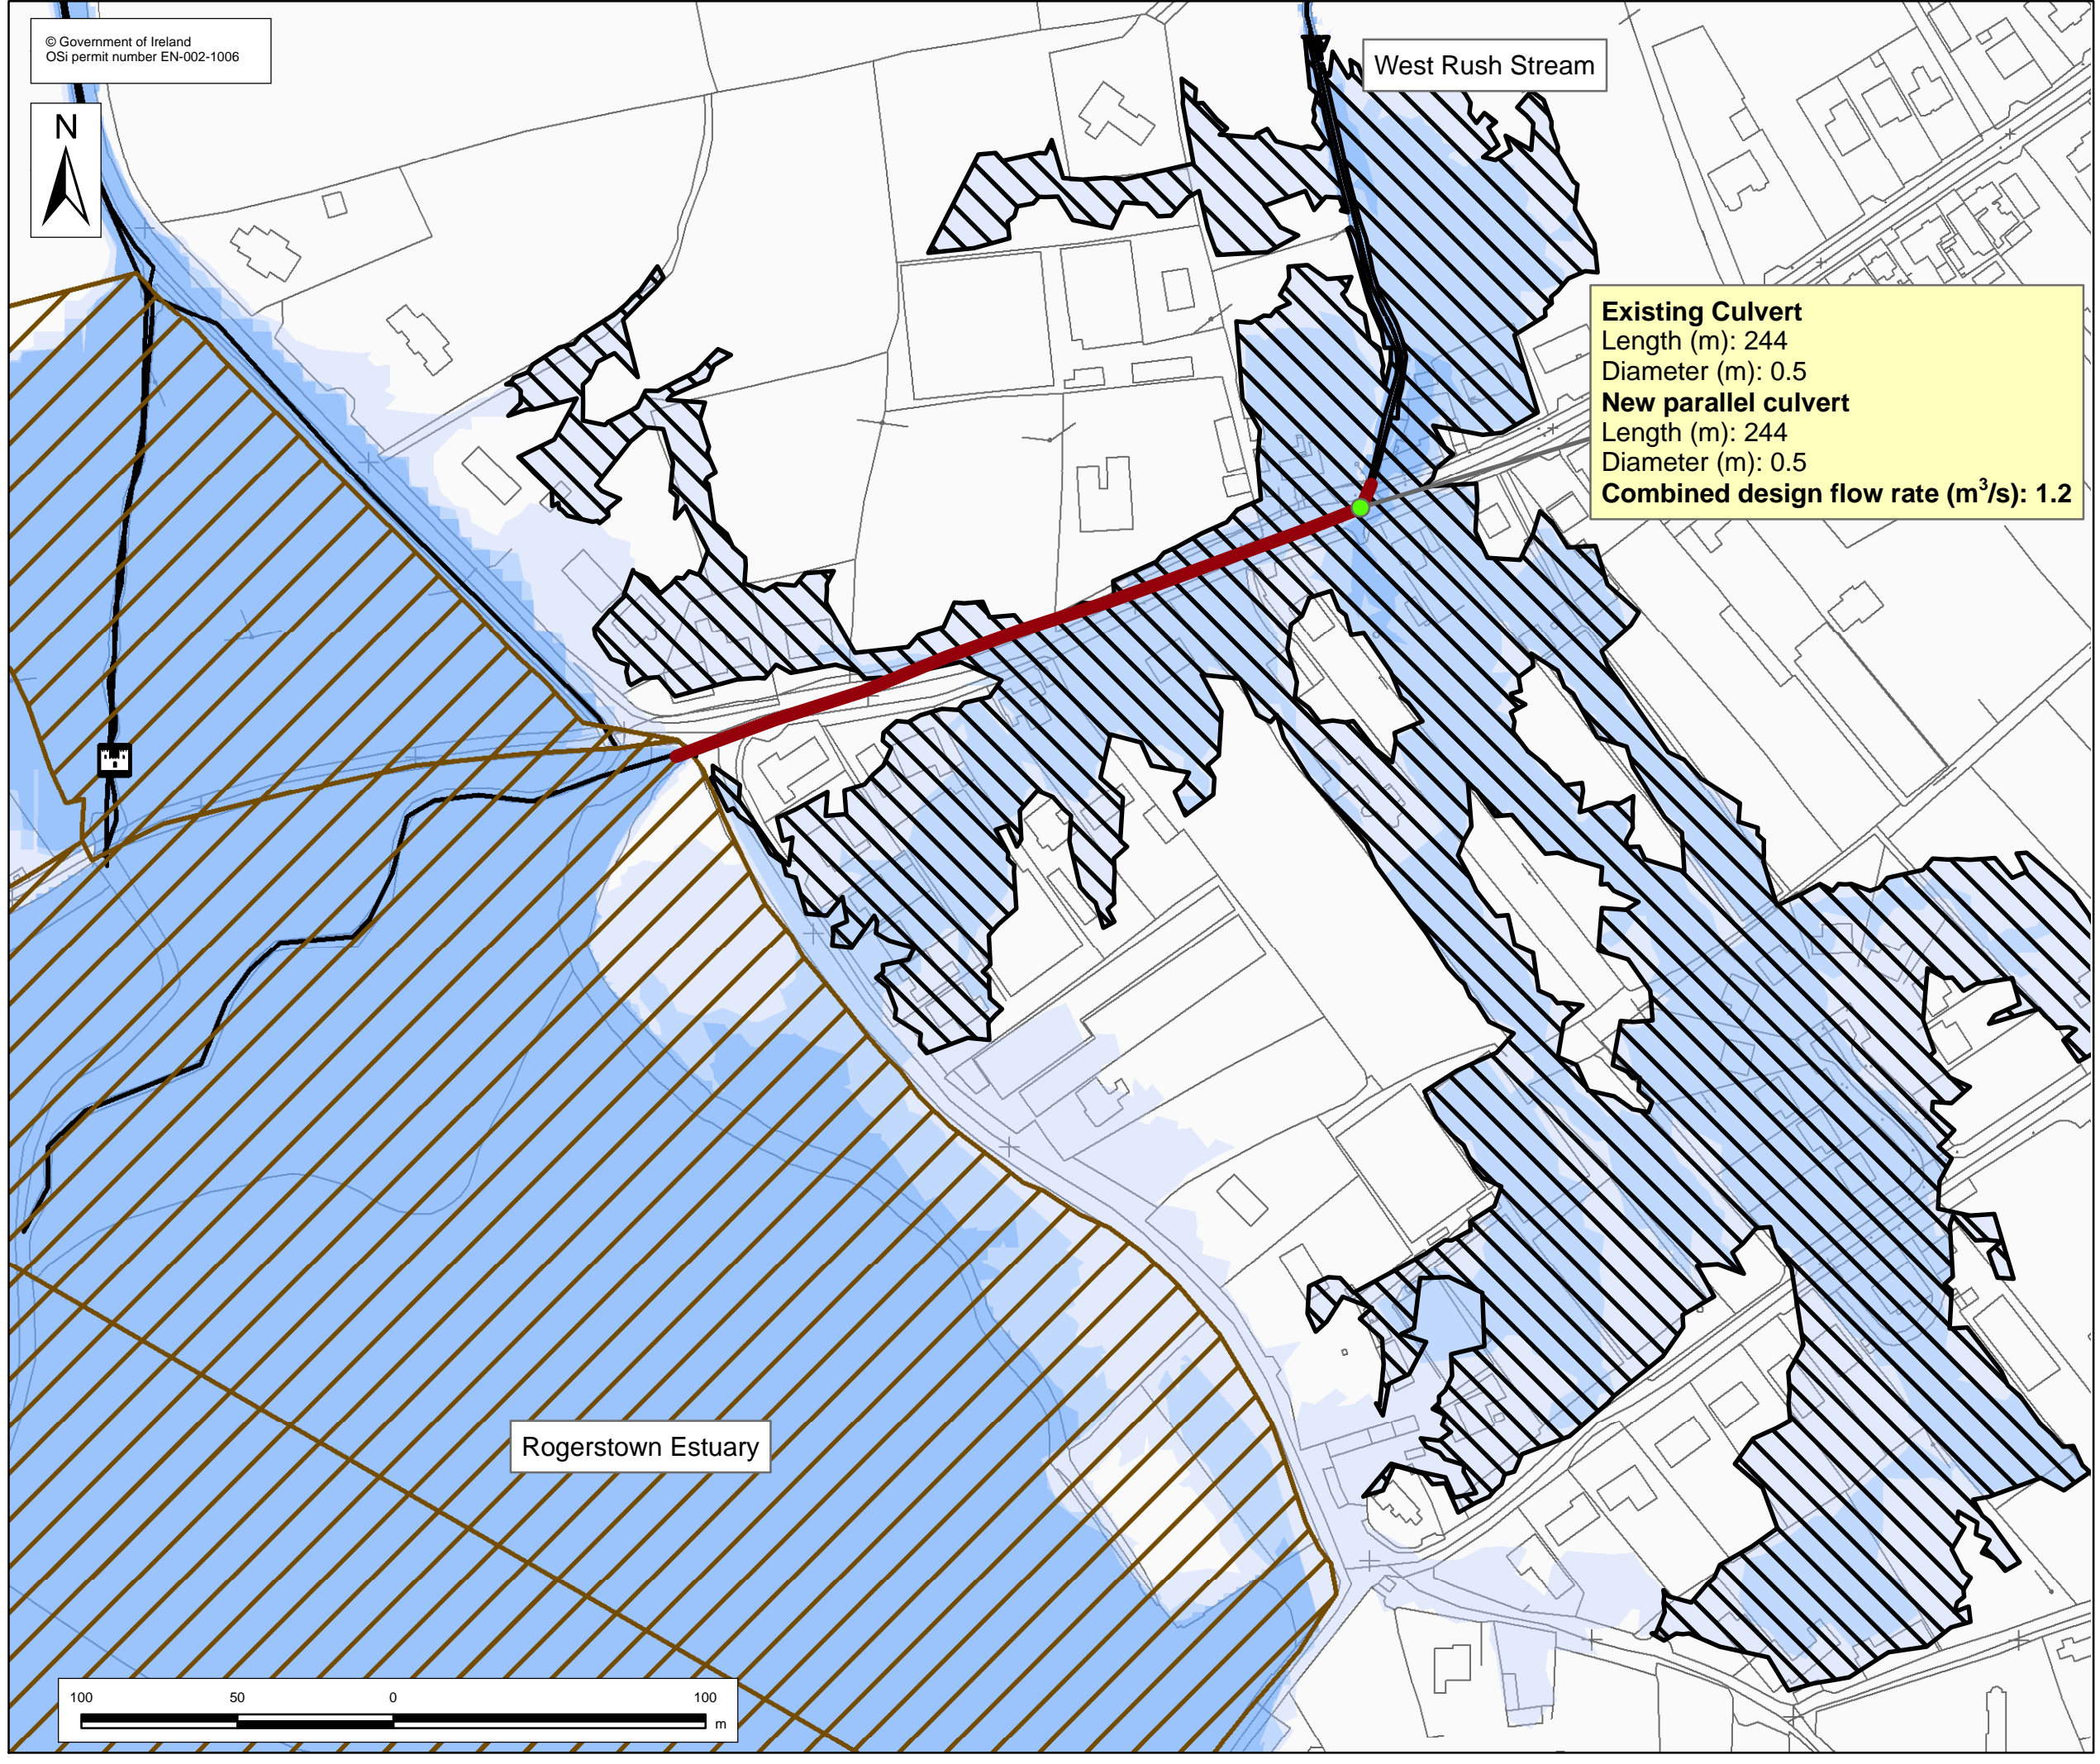 © Government of Ireland
OSi permit number EN-002-1006
N
West Rush Stream
Existing Culvert
Length (m): 244
Diameter (m): 0.5
New parallel culvert
Length (m): 244
Diameter (m): 0.5
Combined design flow rate (m³/s): 1.2
Rogerstown Estuary
100 50 0 100
m